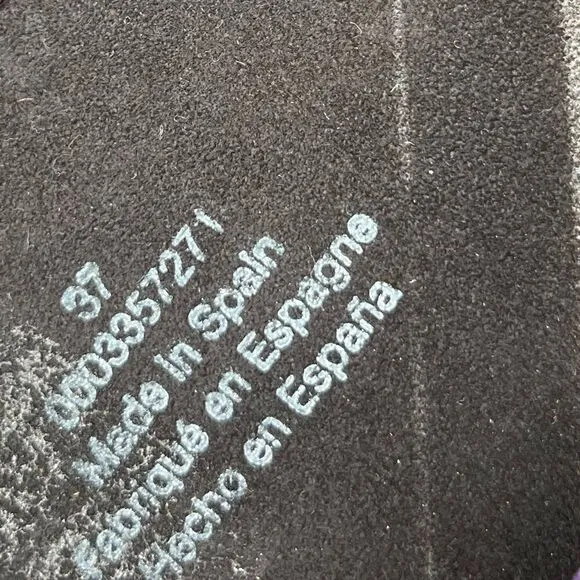 37
0003357271
Made In Spain
Fabriqué en Espagne
Hecho en España